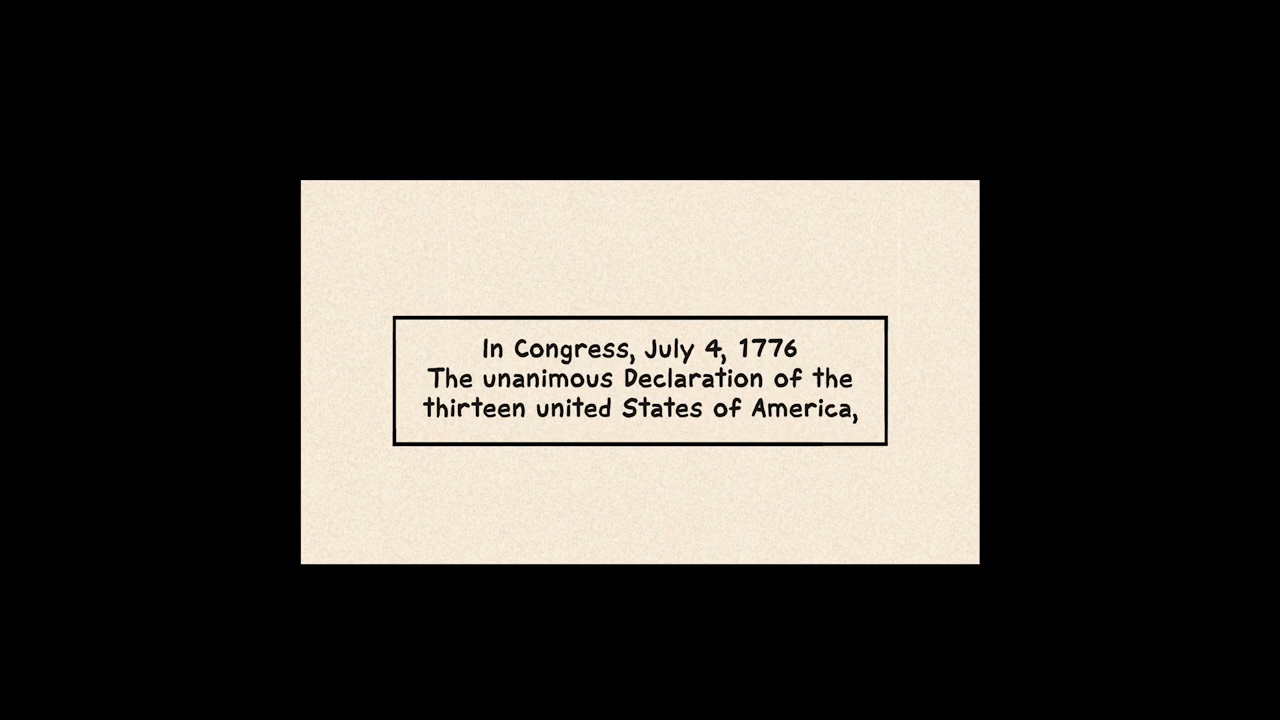 In Congress, July 4, 1776
The unanimous Declaration of the
thirteen united States of America,